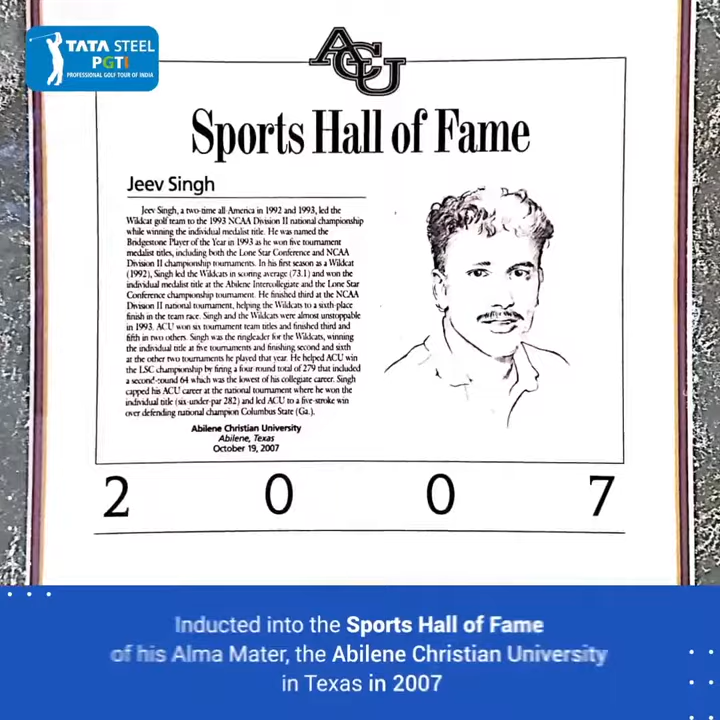 TATA STEEL
PGTI
PROFESSIONAL GOLF TOUR OF INDIA
ACU
Sports Hall of Fame
Jeev Singh
Jeev Singh, a two-time all-America in 1992 and 1993, led the
Wildcat golf team to the 1993 NCAA Division II national championship
while winning the individual medalist title. He was named the
Bridgestone Player of the Year in 1993 as he won five tournament
medalist titles, including both the Lone Star Conference and NCAA
Division II championship tournaments. In his first season as a Wildcat
(1992), Singh led the Wildcats in scoring average (73.1) and won the
individual medalist title at the Abilene Intercollegiate and the Lone Star
Conference championship tournament. He finished third at the NCAA
Division II national tournament, helping the Wildcats to a sixth-place
finish in the team race. Singh and the Wildcats were almost unstoppable
in 1993. ACU won six tournament team titles and finished third and
fifth in two others. Singh was the ringleader for the Wildcats, winning
the individual title at five tournaments and finishing second and sixth
at the other two tournaments he played that year. He helped ACU win
the LSC championship by firing a four round total of 279 that included
a second-round 64 which was the lowest of his collegiate career. Singh
capped his ACU career at the national tournament where he won the
individual title (six-under-par 282) and led ACU to a five-stroke win
over defending national champion Columbus State (Ga.).
Abilene Christian University
Abilene, Texas
October 19, 2007
2 0 0 7
Inducted into the Sports Hall of Fame
of his Alma Mater, the Abilene Christian University
in Texas in 2007